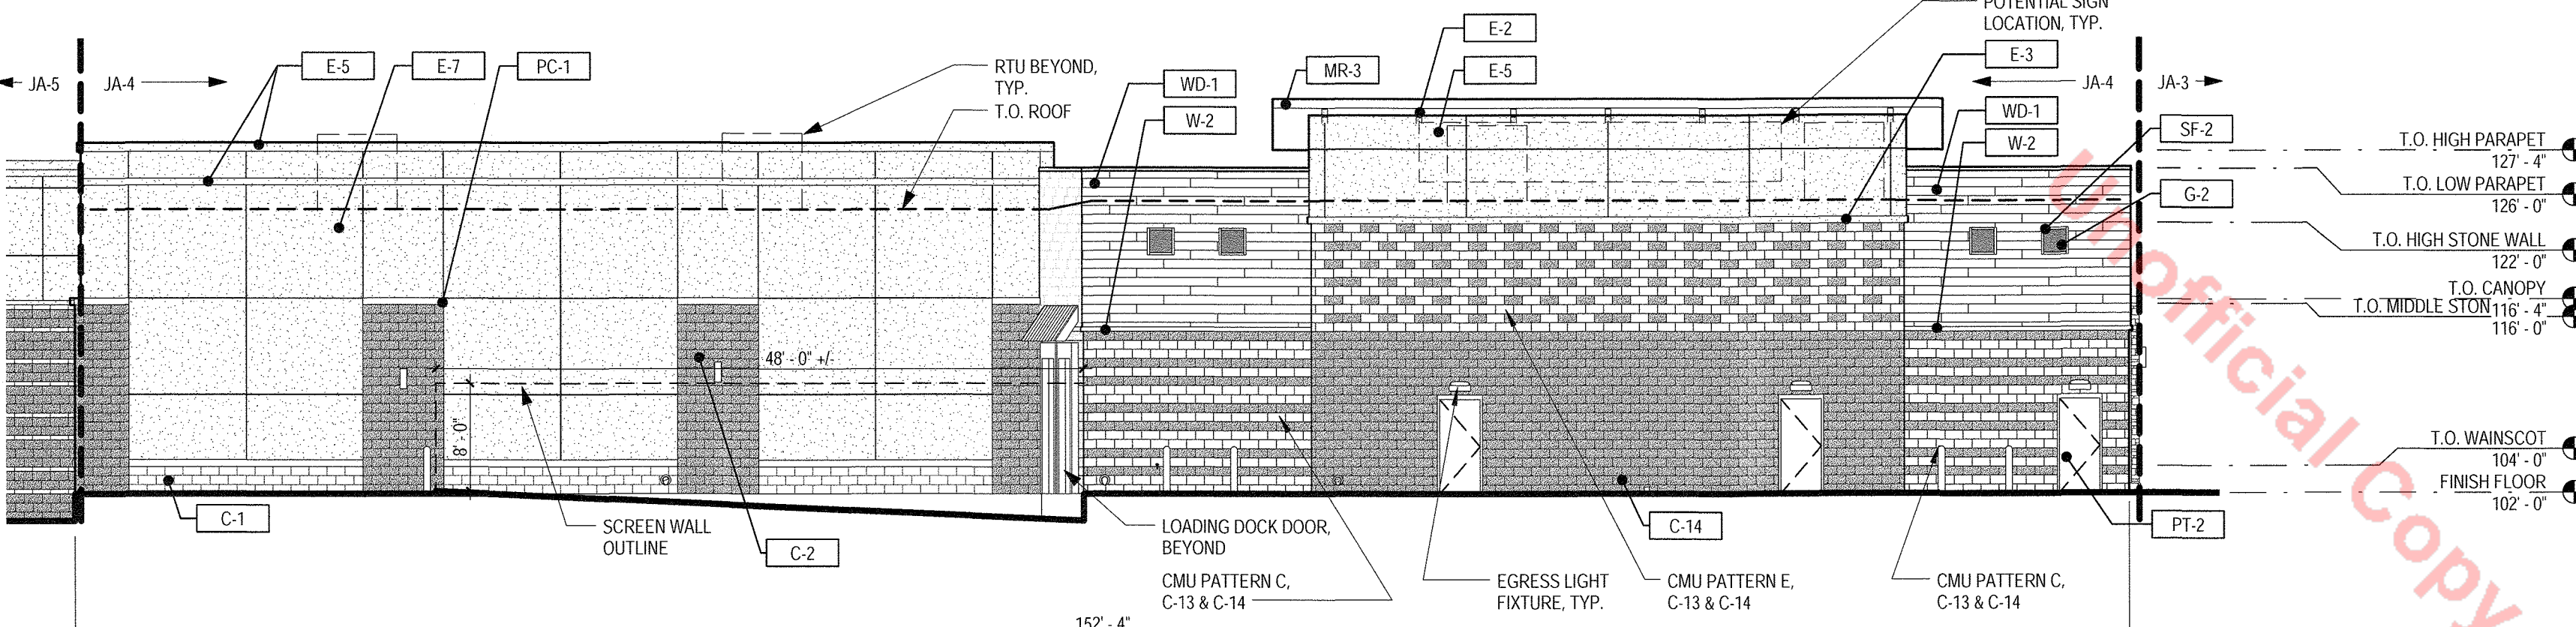 POTENTIAL SIGN
LOCATION, TYP.
E-2
E-5
E-7
PC-1
RTU BEYOND,
TYP.
T.O. ROOF
WD-1
MR-3
E-5
E-3
JA-5
JA-4
JA-4
JA-3
W-2
WD-1
SF-2
W-2
T.O. HIGH PARAPET
127' - 4"
T.O. LOW PARAPET
126' - 0"
G-2
T.O. HIGH STONE WALL
122' - 0"
T.O. CANOPY
T.O. MIDDLE STON
116' - 4"
116' - 0"
48' - 0" +/-
8' - 0"
T.O. WAINSCOT
104' - 0"
FINISH FLOOR
102' - 0"
C-1
SCREEN WALL
OUTLINE
C-2
LOADING DOCK DOOR,
BEYOND
C-14
PT-2
CMU PATTERN C,
C-13 & C-14
EGRESS LIGHT
FIXTURE, TYP.
CMU PATTERN E,
C-13 & C-14
CMU PATTERN C,
C-13 & C-14
152' - 4"
Unofficial Copy